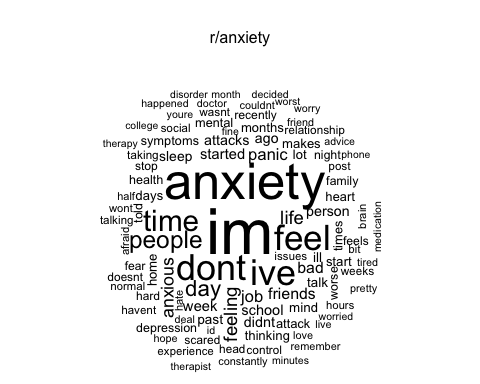 r/anxiety
disorder month decided
happened doctor couldnt worst
youre wasnt recently worry
college social mental fine months friend relationship
therapy symptoms attacks ago makes advice
taking sleep started panic lot night phone
stop post
health anxiety family
half days heart
wont told time im life person brain medication
talking people feel times feels
afraid bit
issues ill
fear home anxious dont ive bad start tired
doesnt worse weeks
normal hate day talk pretty
hard feeling job friends
havent week school mind hours
deal past didnt attack live worried
depression id thinking love
hope scared remember
experience head control
constantly minutes
therapist